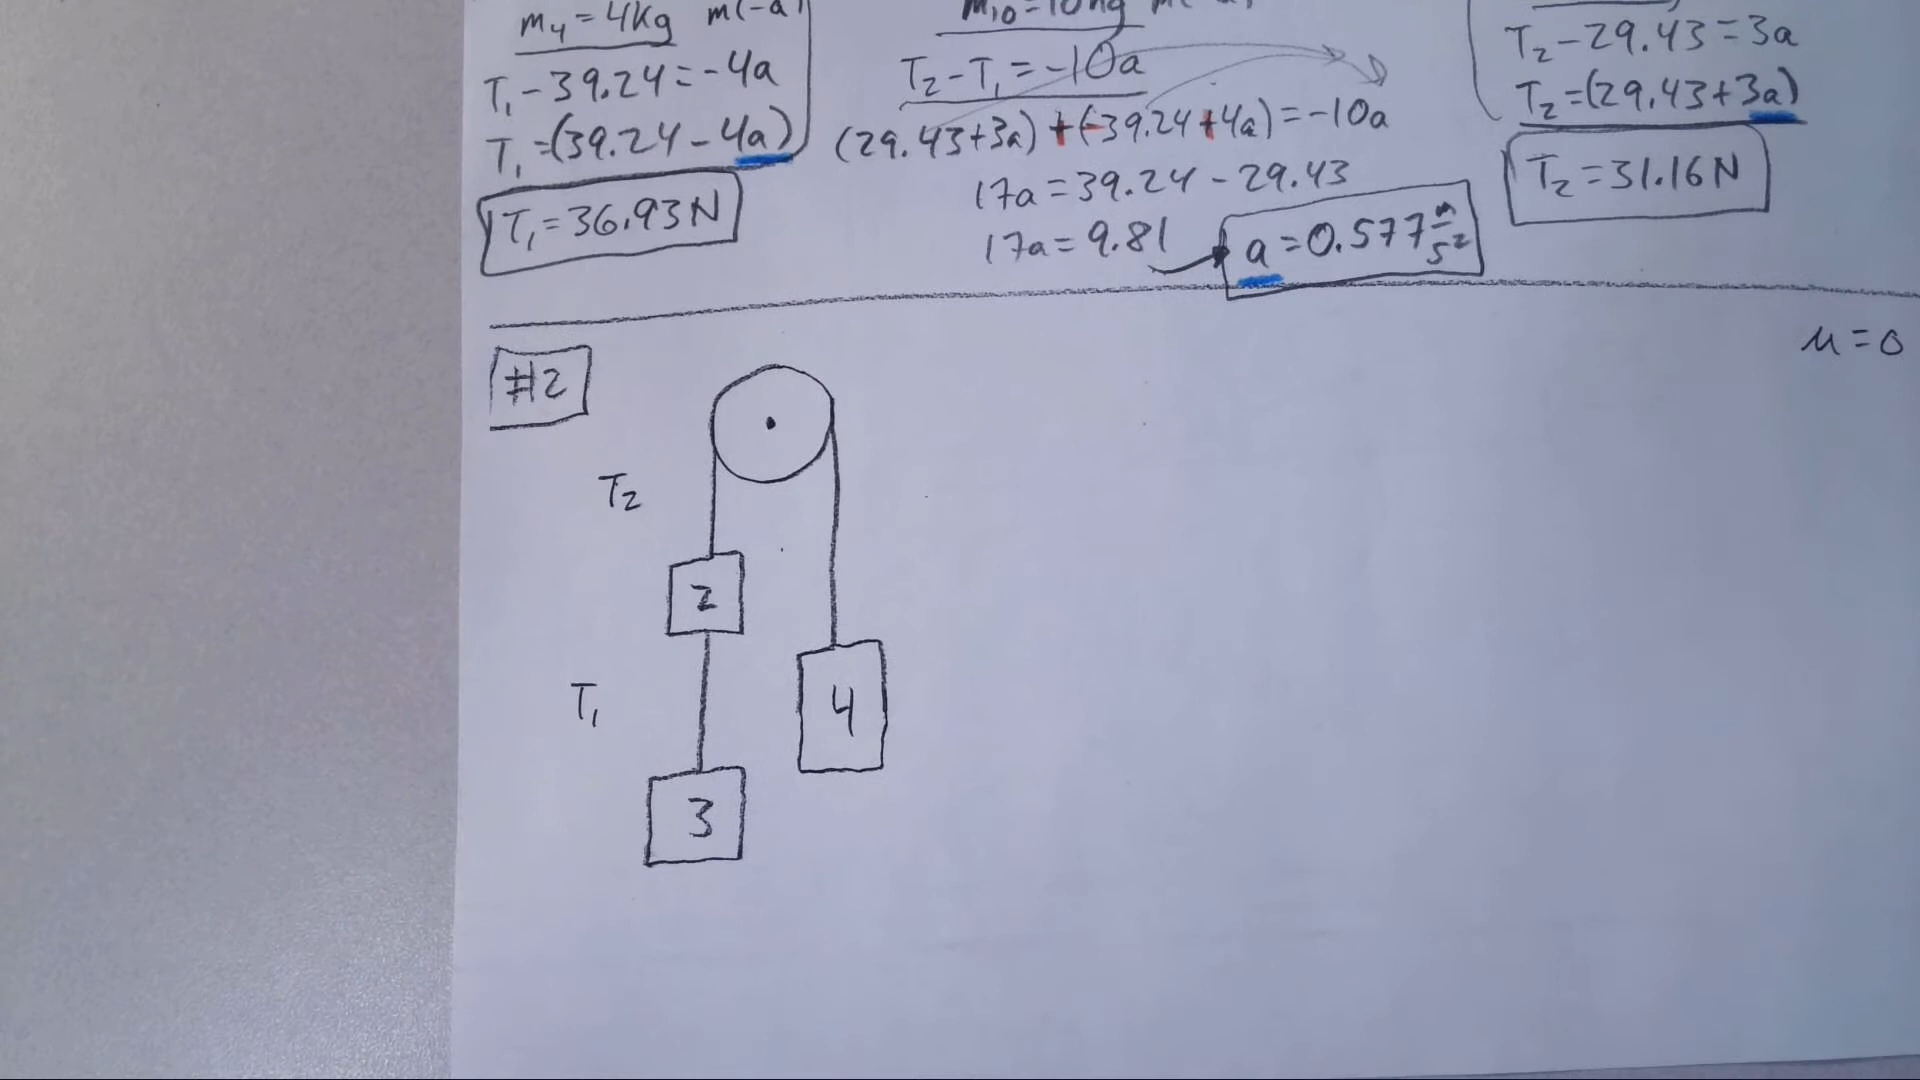 m₄=4Kg m(-a)
T₁-39.24=-4a
T₁=(39.24-4a)
T₁=36.93N
m₁₀=10Kg
T₂-T₁=-10a
(29.43+3a)+(-39.24+4a)=-10a
17a=39.24-29.43
17a=9.81
a=0.577 m/s²
T₂-29.43=3a
T₂=(29.43+3a)
T₂=31.16N
μ=0
#2
T₂
2
T₁
4
3